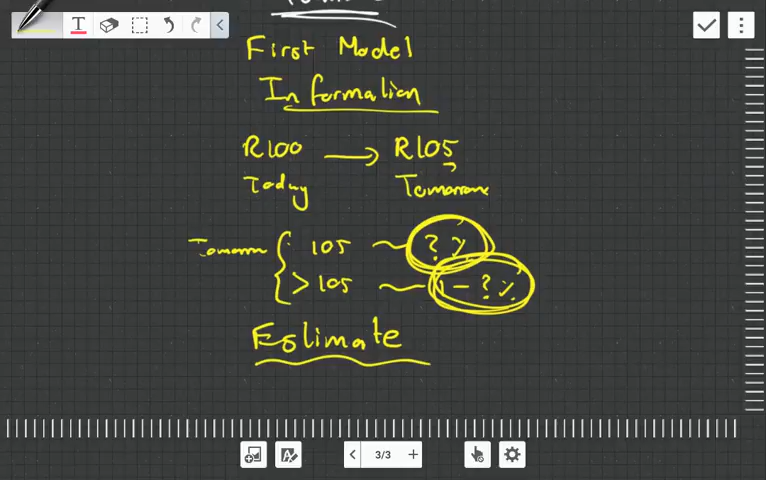 T
First Model
Information
R100 → R105
Today Tomorrow
Tomorrow { 105 ~ ? %
> 105 ~ 1 - ? %
Estimate
3/3